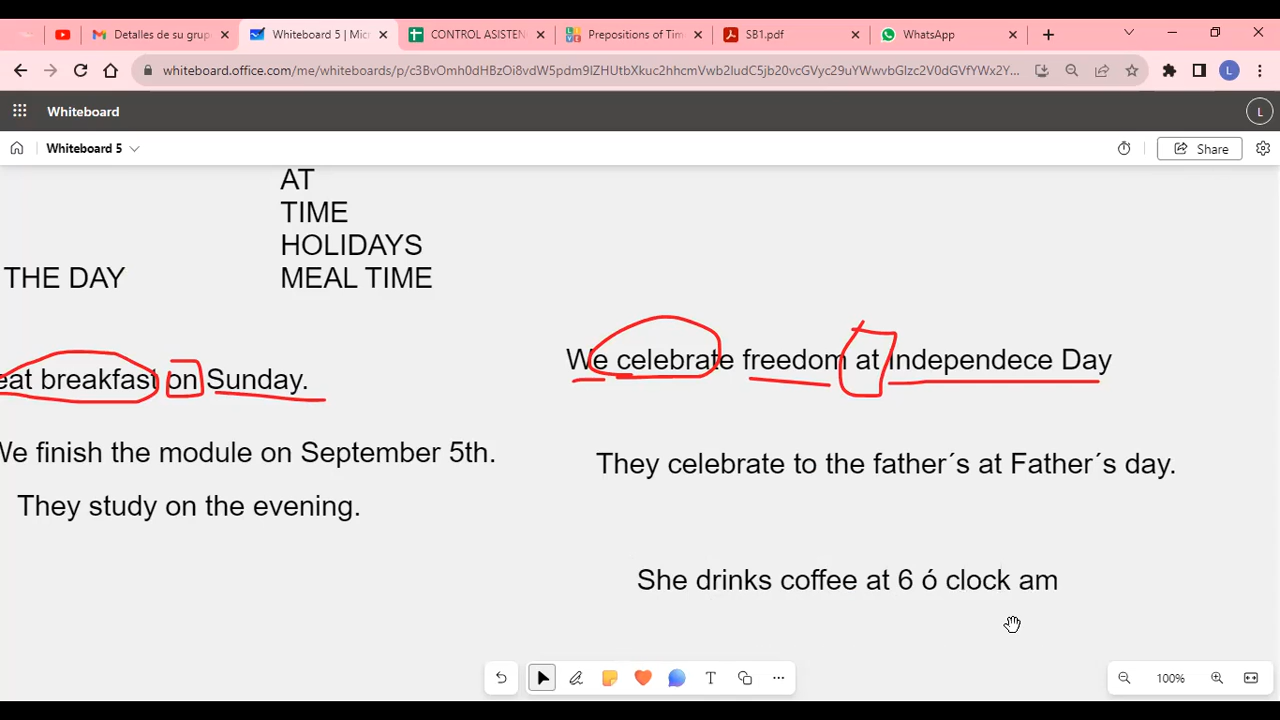 Detalles de su grup
Whiteboard 5 | Micr
CONTROL ASISTEN
Prepositions of Tim
SB1.pdf
WhatsApp
L
Whiteboard
L
Whiteboard 5
Share
AT
TIME
HOLIDAYS
THE DAY
MEAL TIME
We celebrate freedom at Independece Day
eat breakfast on Sunday.
We finish the module on September 5th.
They celebrate to the father´s at Father´s day.
They study on the evening.
She drinks coffee at 6 ó clock am
100%